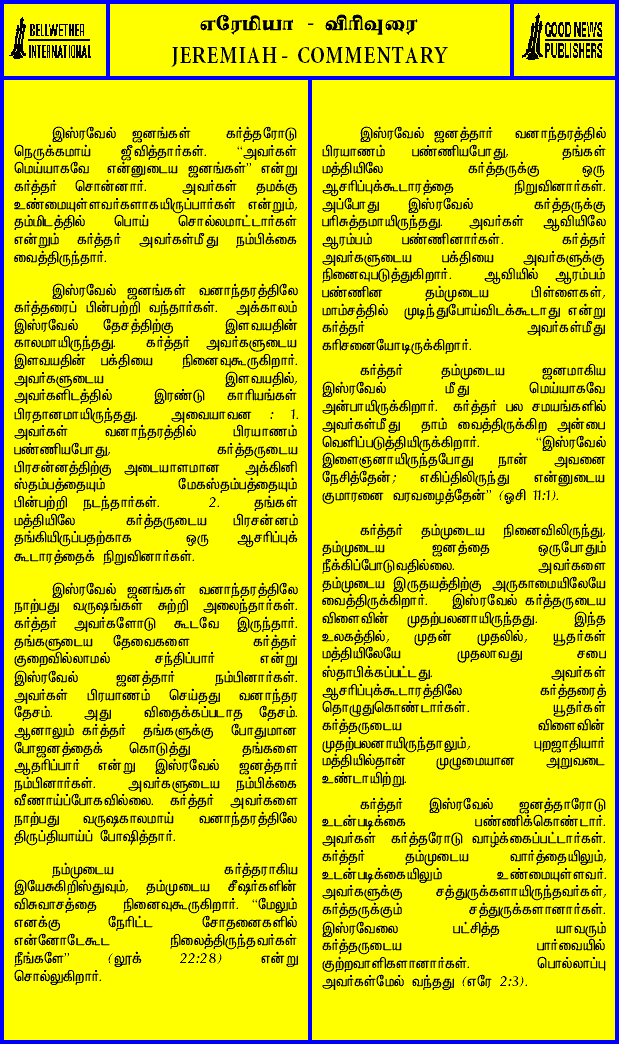 BELLWETHER
INTERNATIONAL
எரேமியா - விரிவுரை
JEREMIAH - COMMENTARY
GOOD NEWS
PUBLISHERS
இஸ்ரவேல் ஜனங்கள் கர்த்தரோடு
நெருக்கமாய் ஜீவித்தார்கள். "அவர்கள்
மெய்யாகவே என்னுடைய ஜனங்கள்" என்று
கர்த்தர் சொன்னார். அவர்கள் தமக்கு
உண்மையுள்ளவர்களாகயிருப்பார்கள் என்றும்,
தம்மிடத்தில் பொய் சொல்லமாட்டார்கள்
என்றும் கர்த்தர் அவர்கள்மீது நம்பிக்கை
வைத்திருந்தார்.
இஸ்ரவேல் ஜனங்கள் வனாந்தரத்திலே
கர்த்தரைப் பின்பற்றி வந்தார்கள். அக்காலம்
இஸ்ரவேல் தேசத்திற்கு இளவயதின்
காலமாயிருந்தது. கர்த்தர் அவர்களுடைய
இளவயதின் பக்தியை நினைவுகூருகிறார்.
அவர்களுடைய இளவயதில்,
அவர்களிடத்தில் இரண்டு காரியங்கள்
பிரதானமாயிருந்தது. அவையாவன : 1.
அவர்கள் வனாந்தரத்தில் பிரயாணம்
பண்ணியபோது, கர்த்தருடைய
பிரசன்னத்திற்கு அடையாளமான அக்கினி
ஸ்தம்பத்தையும் மேகஸ்தம்பத்தையும்
பின்பற்றி நடந்தார்கள். 2. தங்கள்
மத்தியிலே கர்த்தருடைய பிரசன்னம்
தங்கியிருப்பதற்காக ஒரு ஆசரிப்புக்
கூடாரத்தைக் நிறுவினார்கள்.
இஸ்ரவேல் ஜனங்கள் வனாந்தரத்திலே
நாற்பது வருஷங்கள் சுற்றி அலைந்தார்கள்.
கர்த்தர் அவர்களோடு கூடவே இருந்தார்.
தங்களுடைய தேவைகளை கர்த்தர்
குறைவில்லாமல் சந்திப்பார் என்று
இஸ்ரவேல் ஜனத்தார் நம்பினார்கள்.
அவர்கள் பிரயாணம் செய்தது வனாந்தர
தேசம். அது விதைக்கப்படாத தேசம்.
ஆனாலும் கர்த்தர் தங்களுக்கு போதுமான
போஜனத்தைக் கொடுத்து தங்களை
ஆதரிப்பார் என்று இஸ்ரவேல் ஜனத்தார்
நம்பினார்கள். அவர்களுடைய நம்பிக்கை
வீணாய்ப்போகவில்லை. கர்த்தர் அவர்களை
நாற்பது வருஷகாலமாய் வனாந்தரத்திலே
திருப்தியாய்ப் போஷித்தார்.
நம்முடைய கர்த்தராகிய
இயேசுகிறிஸ்துவும், தம்முடைய சீஷர்களின்
விசுவாசத்தை நினைவுகூருகிறார். "மேலும்
எனக்கு நேரிட்ட சோதனைகளில்
என்னோடேகூட நிலைத்திருந்தவர்கள்
நீங்களே" (லூக் 22:28) என்று
சொல்லுகிறார்.
இஸ்ரவேல் ஜனத்தார் வனாந்தரத்தில்
பிரயாணம் பண்ணியபோது, தங்கள்
மத்தியிலே கர்த்தருக்கு ஒரு
ஆசரிப்புக்கூடாரத்தை நிறுவினார்கள்.
அப்போது இஸ்ரவேல் கர்த்தருக்கு
பரிசுத்தமாயிருந்தது. அவர்கள் ஆவியிலே
ஆரம்பம் பண்ணினார்கள். கர்த்தர்
அவர்களுடைய பக்தியை அவர்களுக்கு
நினைவுபடுத்துகிறார். ஆவியில் ஆரம்பம்
பண்ணின தம்முடைய பிள்ளைகள்,
மாம்சத்தில் முடிந்துபோய்விடக்கூடாது என்று
கர்த்தர் அவர்கள்மீது
கரிசனையோடிருக்கிறார்.
கர்த்தர் தம்முடைய ஜனமாகிய
இஸ்ரவேல் மீது மெய்யாகவே
அன்பாயிருக்கிறார். கர்த்தர் பல சமயங்களில்
அவர்கள்மீது தாம் வைத்திருக்கிற அன்பை
வெளிப்படுத்தியிருக்கிறார். "இஸ்ரவேல்
இளைஞனாயிருந்தபோது நான் அவனை
நேசித்தேன்; எகிப்திலிருந்து என்னுடைய
குமாரனை வரவழைத்தேன்" (ஓசி 11:1).
கர்த்தர் தம்முடைய நினைவிலிருந்து,
தம்முடைய ஜனத்தை ஒருபோதும்
நீக்கிப்போடுவதில்லை. அவர்களை
தம்முடைய இருதயத்திற்கு அருகாமையிலேயே
வைத்திருக்கிறார். இஸ்ரவேல் கர்த்தருடைய
விளைவின் முதற்பலனாயிருந்தது. இந்த
உலகத்தில், முதன் முதலில், யூதர்கள்
மத்தியிலேயே முதலாவது சபை
ஸ்தாபிக்கப்பட்டது. அவர்கள்
ஆசரிப்புக்கூடாரத்திலே கர்த்தரைத்
தொழுதுகொண்டார்கள். யூதர்கள்
கர்த்தருடைய விளைவின்
முதற்பலனாயிருந்தாலும், புறஜாதியார்
மத்தியில்தான் முழுமையான அறுவடை
உண்டாயிற்று.
கர்த்தர் இஸ்ரவேல் ஜனத்தாரோடு
உடன்படிக்கை பண்ணிக்கொண்டார்.
அவர்கள் கர்த்தரோடு வாழ்க்கைப்பட்டார்கள்.
கர்த்தர் தம்முடைய வார்த்தையிலும்,
உடன்படிக்கையிலும் உண்மையுள்ளவர்.
அவர்களுக்கு சத்துருக்களாயிருந்தவர்கள்,
கர்த்தருக்கும் சத்துருக்களானார்கள்.
இஸ்ரவேலை பட்சித்த யாவரும்
கர்த்தருடைய பார்வையில்
குற்றவாளிகளானார்கள். பொல்லாப்பு
அவர்கள்மேல் வந்தது (எரே 2:3).